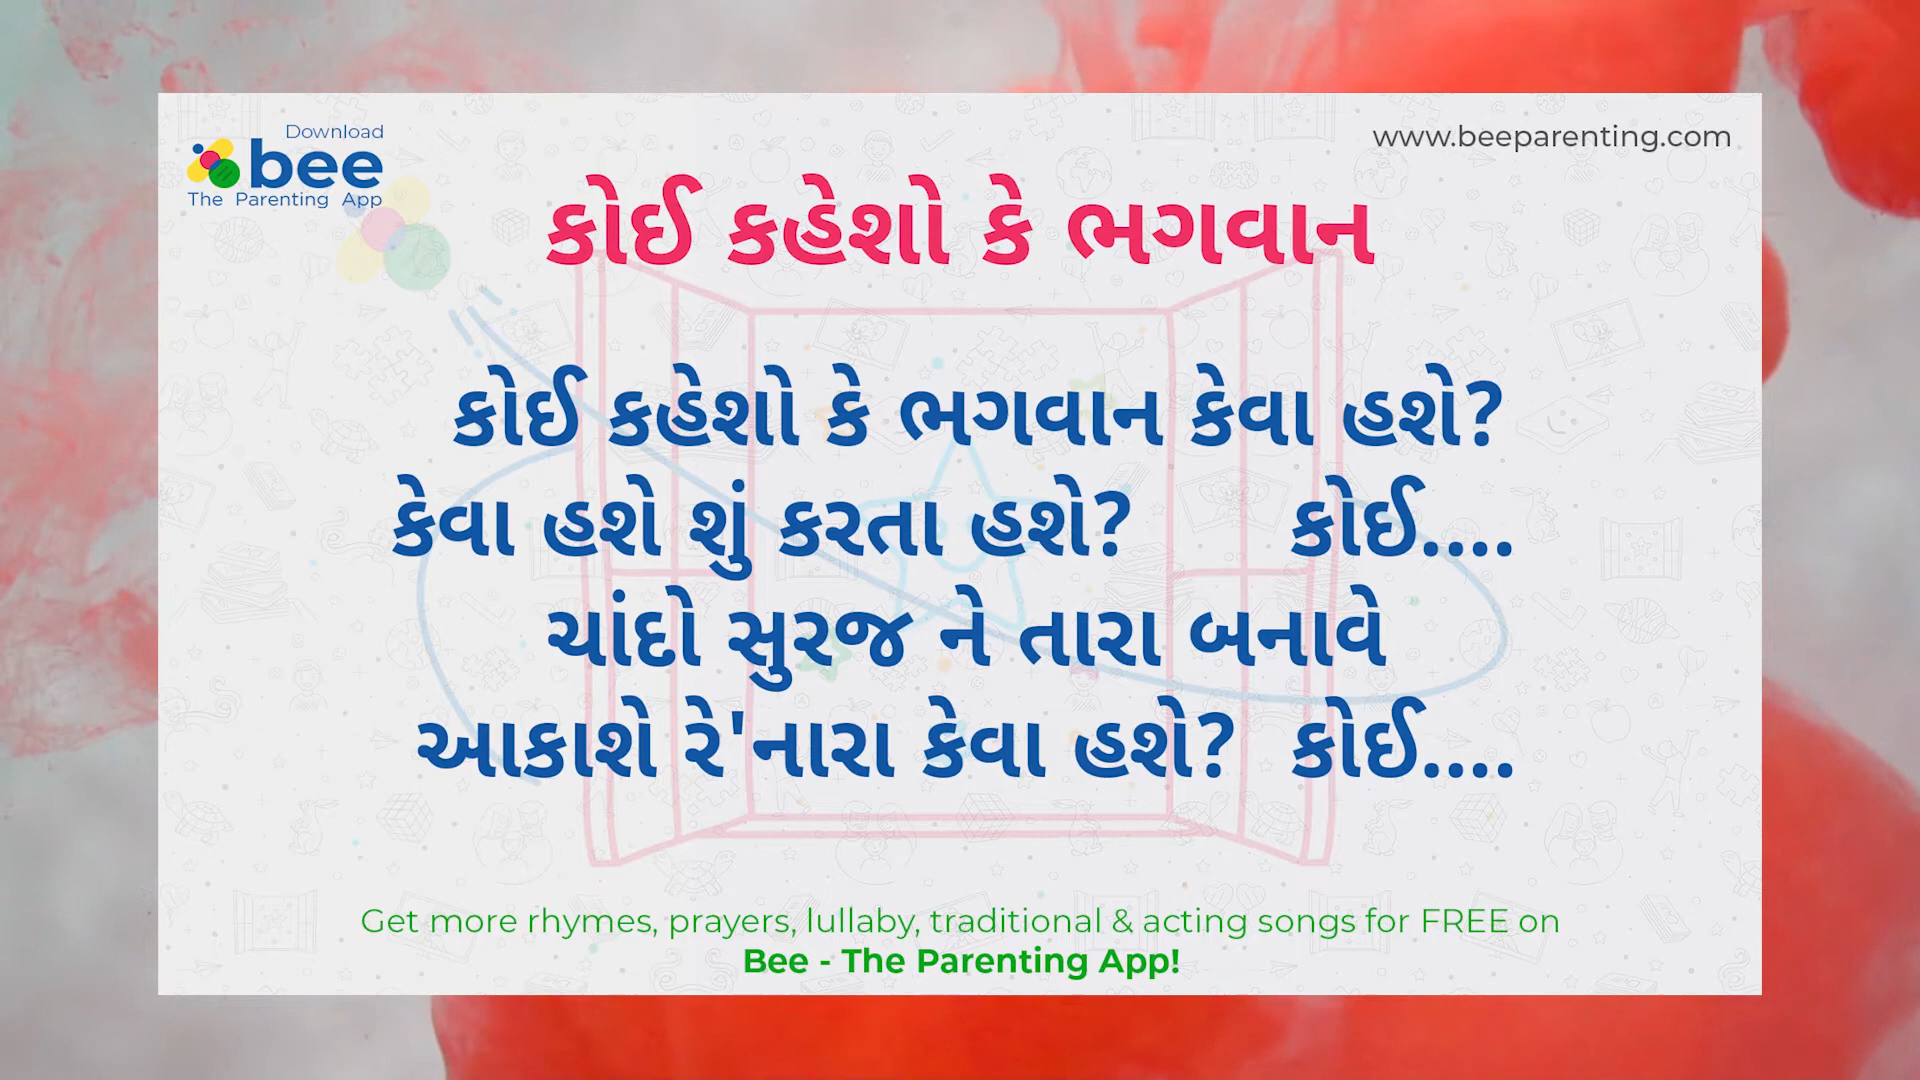 Download
bee
The Parenting App
www.beeparenting.com
કોઈ કહેશો કે ભગવાન
કોઈ કહેશો કે ભગવાન કેવા હશે?
કેવા હશે શું કરતા હશે? કોઈ....
ચાંદો સુરજ ને તારા બનાવે
આકાશે રે'નારા કેવા હશે? કોઈ....
Get more rhymes, prayers, lullaby, traditional & acting songs for FREE on
Bee - The Parenting App!